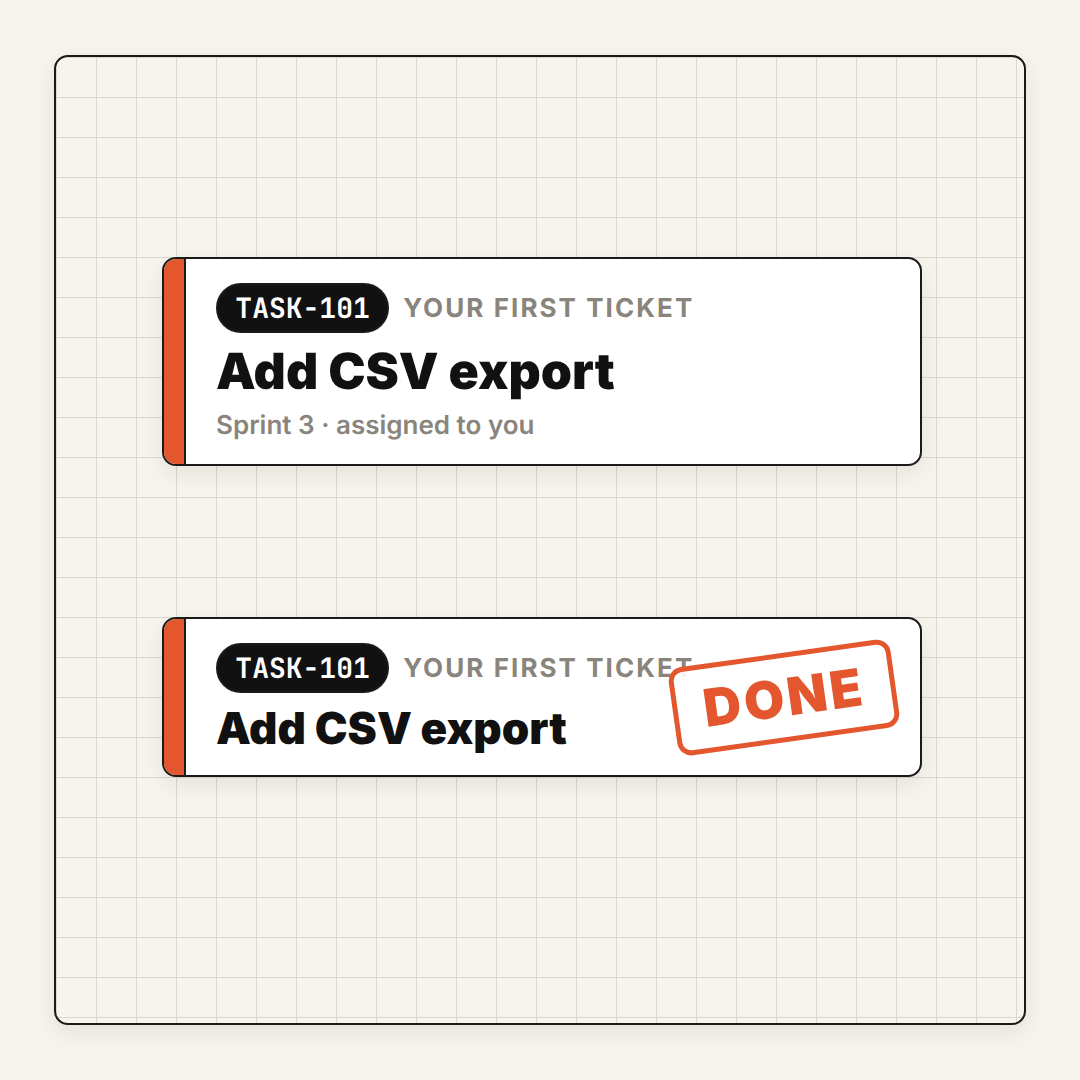 TASK-101 YOUR FIRST TICKET
Add CSV export
Sprint 3 · assigned to you
TASK-101 YOUR FIRST TICKET
Add CSV export
DONE